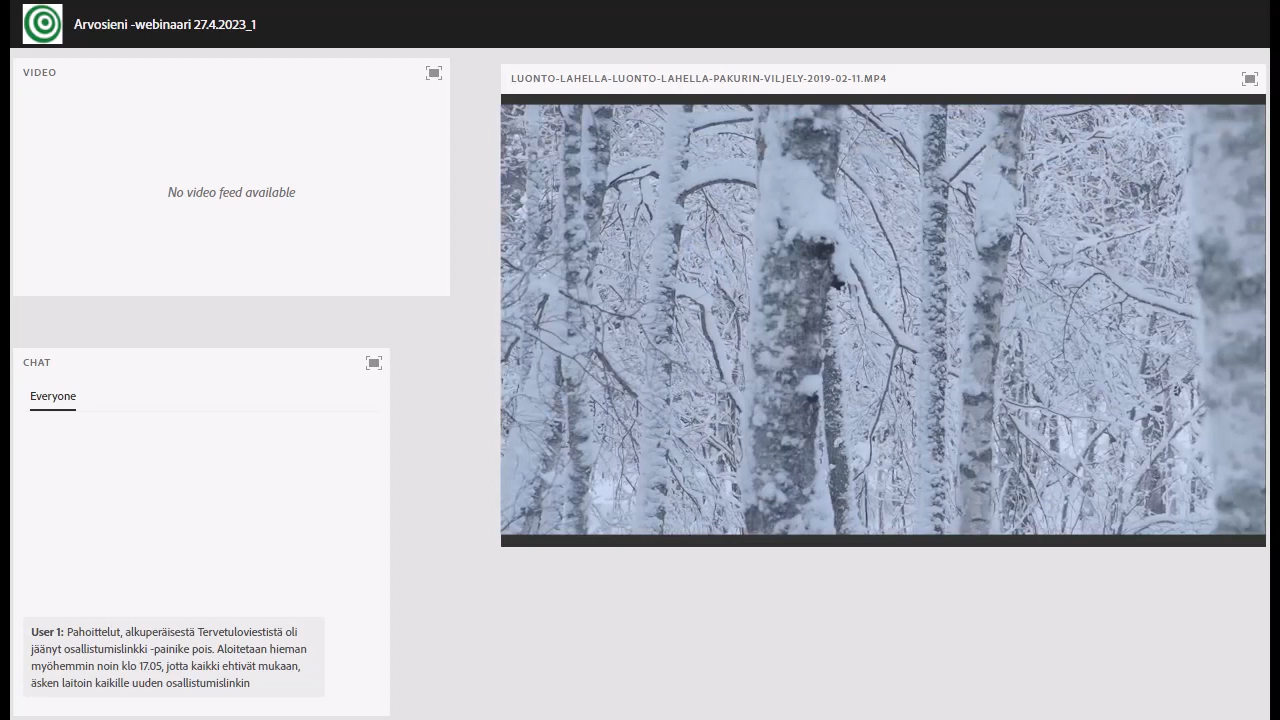 Arvosieni -webinaari 27.4.2023_1
VIDEO
No video feed available
LUONTO-LAHELLA-LUONTO-LAHELLA-PAKURIN-VILJELY-2019-02-11.MP4
CHAT
Everyone
User 1: Pahoittelut, alkuperäisestä Tervetuloviestistä oli
jäänyt osallistumislinkki -painike pois. Aloitetaan hieman
myöhemmin noin klo 17.05, jotta kaikki ehtivät mukaan,
äsken laitoin kaikille uuden osallistumislinkin